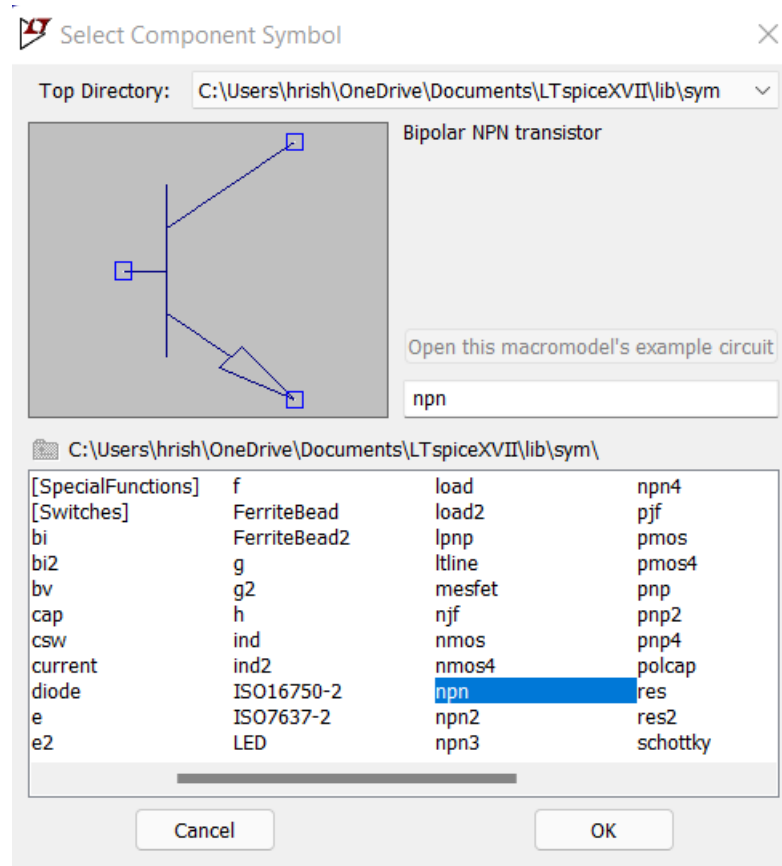 LT Select Component Symbol
Top Directory: C:\Users\hrish\OneDrive\Documents\LTspiceXVII\lib\sym
Bipolar NPN transistor
Open this macromodel's example circuit
npn
C:\Users\hrish\OneDrive\Documents\LTspiceXVII\lib\sym\
[SpecialFunctions] f load npn4
[Switches] FerriteBead load2 pjf
bi FerriteBead2 lpnp pmos
bi2 g ltline pmos4
bv g2 mesfet pnp
cap h njf pnp2
csw ind nmos pnp4
current ind2 nmos4 polcap
diode ISO16750-2 npn res
e ISO7637-2 npn2 res2
e2 LED npn3 schottky
Cancel OK